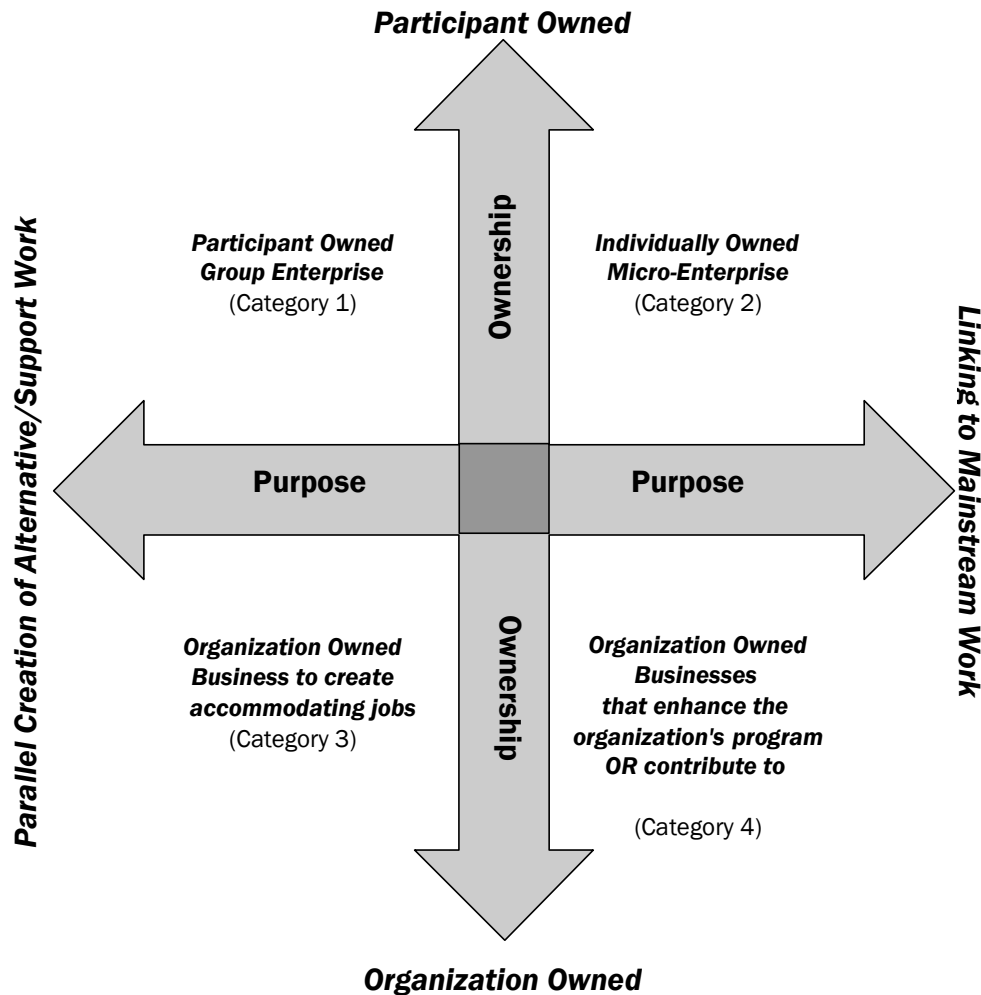 Participant Owned
Ownership
Participant Owned
Group Enterprise
(Category 1)
Individually Owned
Micro-Enterprise
(Category 2)
Parallel Creation of Alternative/Support Work
Linking to Mainstream Work
Purpose
Purpose
Organization Owned
Business to create
accommodating jobs
(Category 3)
Ownership
Organization Owned
Businesses
that enhance the
organization's program
OR contribute to
(Category 4)
Organization Owned